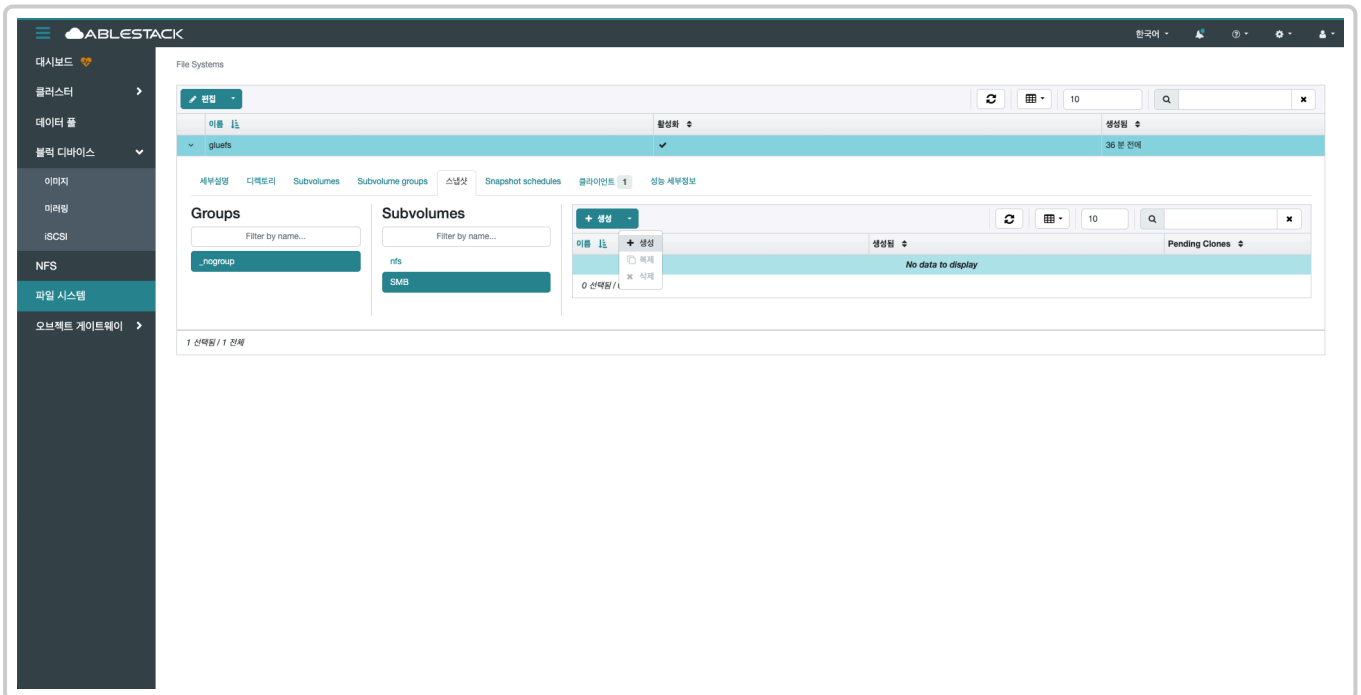 ABLESTACK
한국어
대시보드
클러스터
데이터 풀
블럭 디바이스
이미지
미러링
iSCSI
NFS
파일 시스템
오브젝트 게이트웨이
File Systems
편집
10
이름 활성화 생성됨
gluefs 36 분 전에
세부설명 디렉토리 Subvolumes Subvolume groups 스냅샷 Snapshot schedules 클라이언트 1 성능 세부정보
Groups
Filter by name...
_nogroup
Subvolumes
Filter by name...
nfs
SMB
생성
10
이름 생성됨 Pending Clones
생성
복제
삭제
No data to display
0 선택됨 /
1 선택됨 / 1 전체